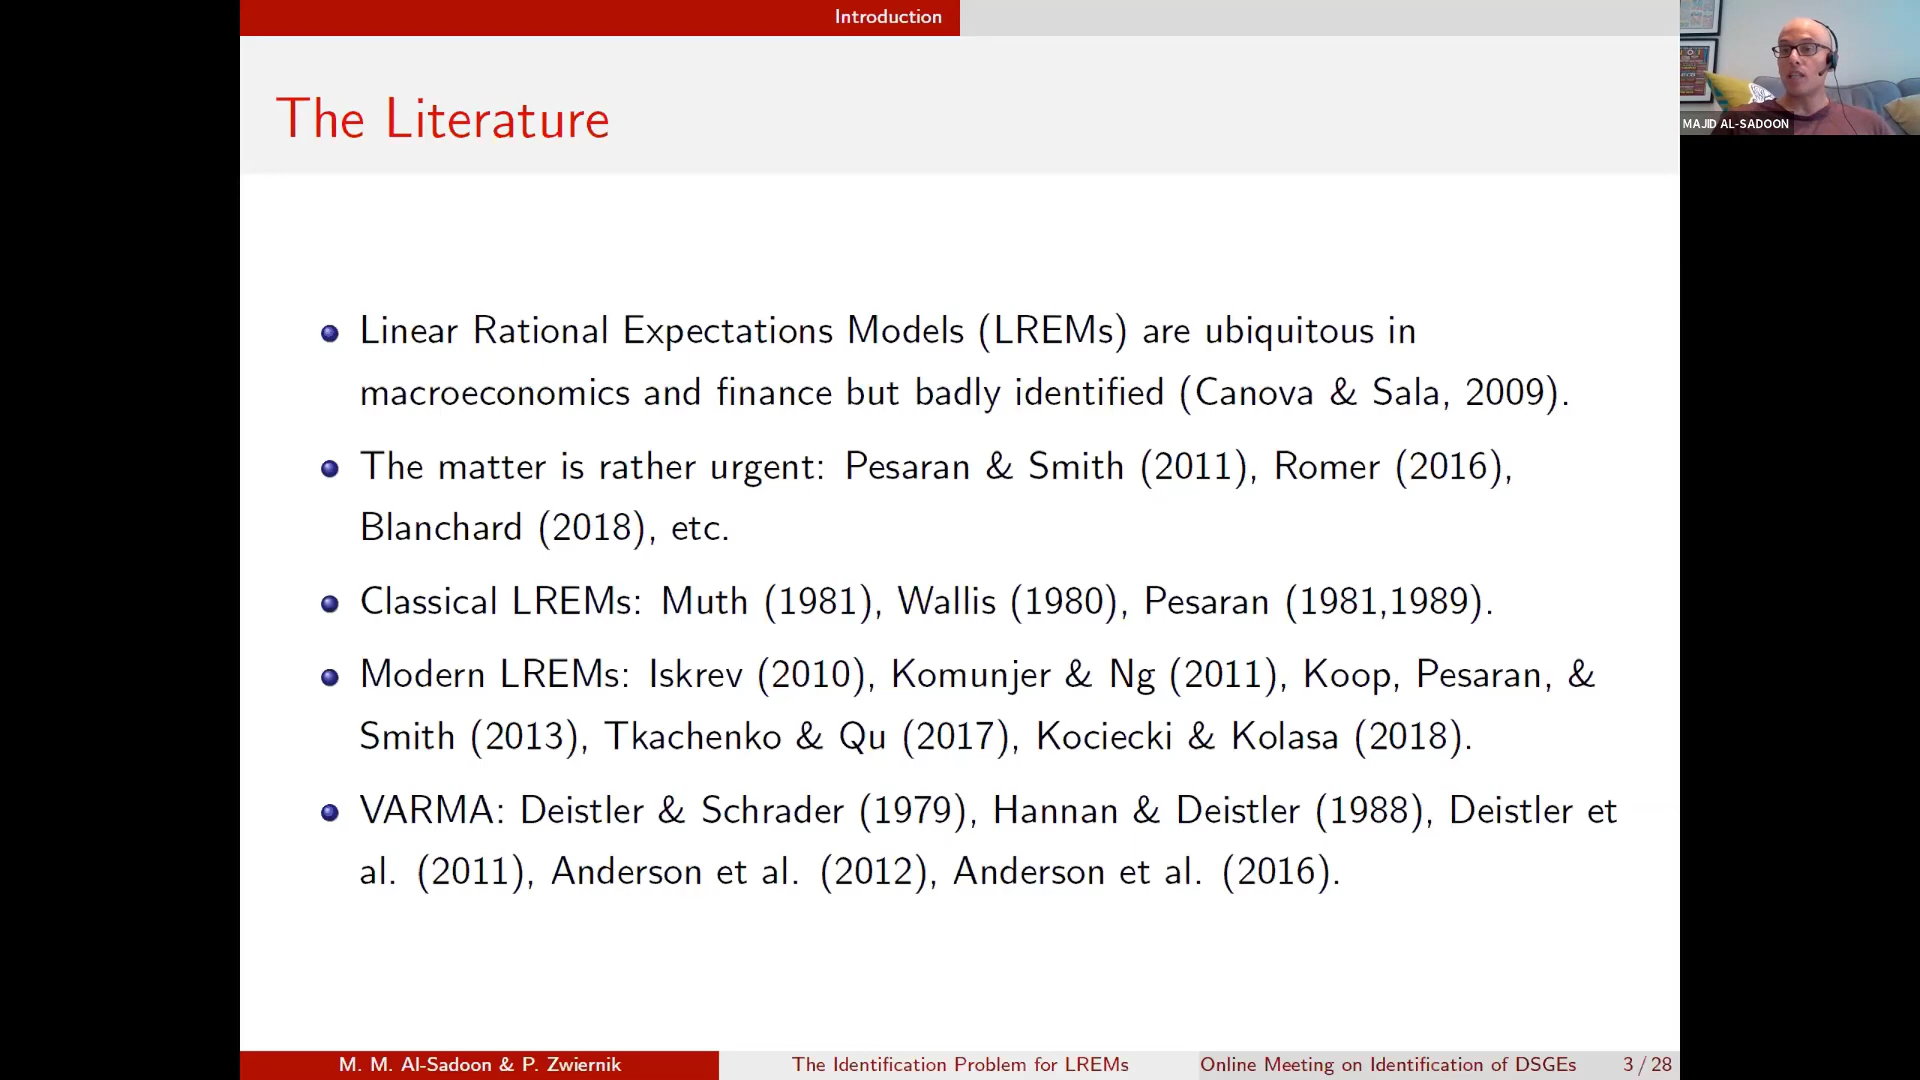 Introduction
The Literature
Linear Rational Expectations Models (LREMs) are ubiquitous in
macroeconomics and finance but badly identified (Canova & Sala, 2009).
The matter is rather urgent: Pesaran & Smith (2011), Romer (2016),
Blanchard (2018), etc.
Classical LREMs: Muth (1981), Wallis (1980), Pesaran (1981,1989).
Modern LREMs: Iskrev (2010), Komunjer & Ng (2011), Koop, Pesaran, &
Smith (2013), Tkachenko & Qu (2017), Kociecki & Kolasa (2018).
VARMA: Deistler & Schrader (1979), Hannan & Deistler (1988), Deistler et
al. (2011), Anderson et al. (2012), Anderson et al. (2016).
M. M. Al-Sadoon & P. Zwiernik The Identification Problem for LREMs Online Meeting on Identification of DSGEs 3 / 28
MAJID AL-SADOON